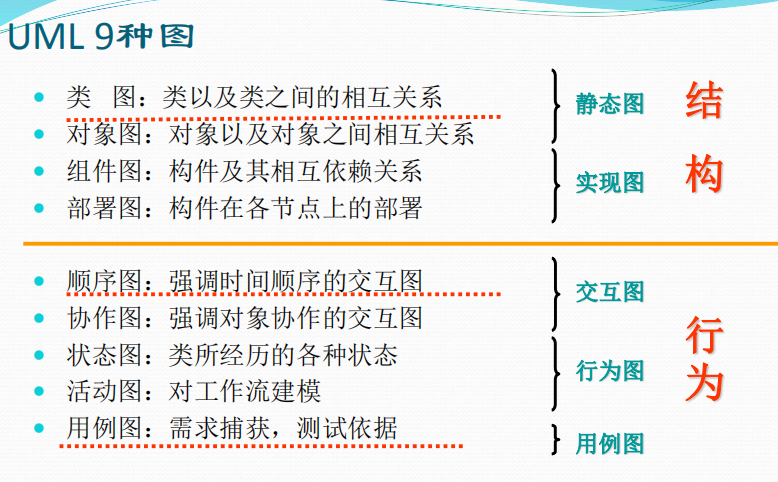 UML 9种图
类 图：类以及类之间的相互关系
对象图：对象以及对象之间相互关系
静态图
组件图：构件及其相互依赖关系
部署图：构件在各节点上的部署
实现图
结构
顺序图：强调时间顺序的交互图
协作图：强调对象协作的交互图
交互图
状态图：类所经历的各种状态
活动图：对工作流建模
行为图
用例图：需求捕获，测试依据
用例图
行为